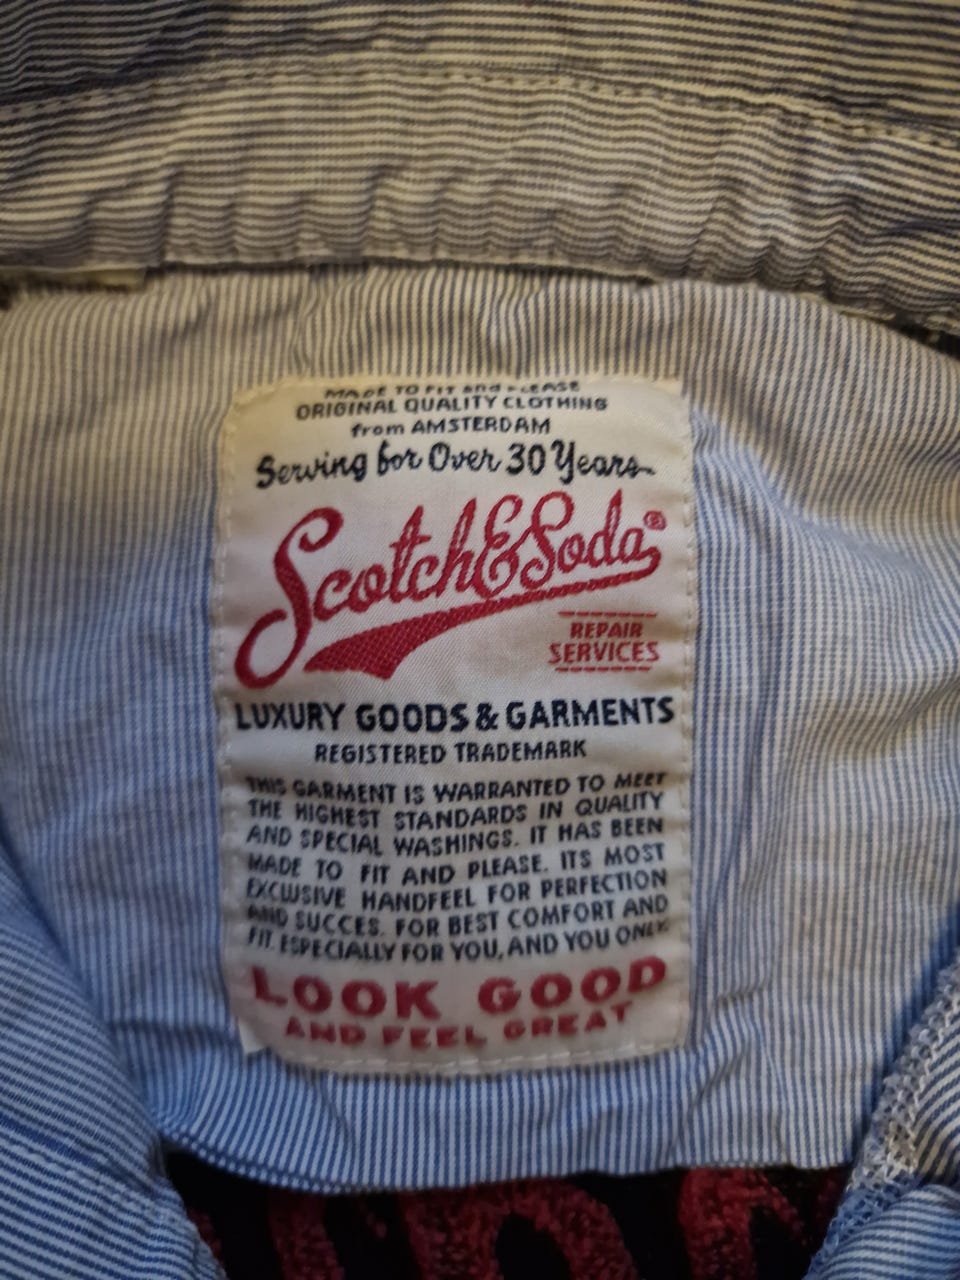 MADE TO FIT AND PLEASE
ORIGINAL QUALITY CLOTHING
from AMSTERDAM
Serving for Over 30 Years
Scotch & Soda®
REPAIR
SERVICES
LUXURY GOODS & GARMENTS
REGISTERED TRADEMARK
THIS GARMENT IS WARRANTED TO MEET
THE HIGHEST STANDARDS IN QUALITY
AND SPECIAL WASHINGS. IT HAS BEEN
MADE TO FIT AND PLEASE. ITS MOST
EXCLUSIVE HANDFEEL FOR PERFECTION
AND SUCCES. FOR BEST COMFORT AND
FIT. ESPECIALLY FOR YOU, AND YOU ONLY.
LOOK GOOD
AND FEEL GREAT